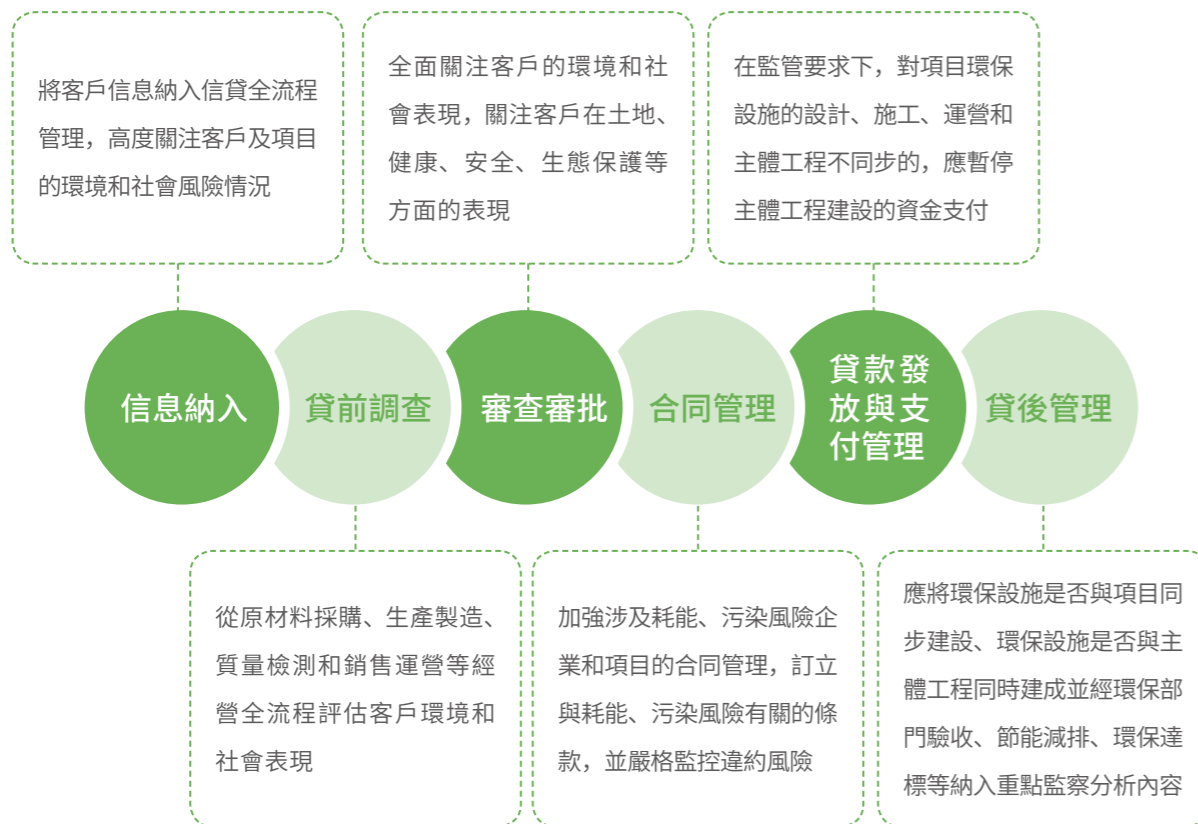 將客戶信息納入信貸全流程
管理，高度關注客戶及項目
的環境和社會風險情況
全面關注客戶的環境和社
會表現，關注客戶在土地、
健康、安全、生態保護等
方面的表現
在監管要求下，對項目環保
設施的設計、施工、運營和
主體工程不同步的，應暫停
主體工程建設的資金支付
信息納入
貸前調查
審查審批
合同管理
貸款發
放與支
付管理
貸後管理
從原材料採購、生產製造、
質量檢測和銷售運營等經
營全流程評估客戶環境和
社會表現
加強涉及耗能、污染風險企
業和項目的合同管理，訂立
與耗能、污染風險有關的條
款，並嚴格監控違約風險
應將環保設施是否與項目同
步建設、環保設施是否與主
體工程同時建成並經環保部
門驗收、節能減排、環保達
標等納入重點監察分析內容